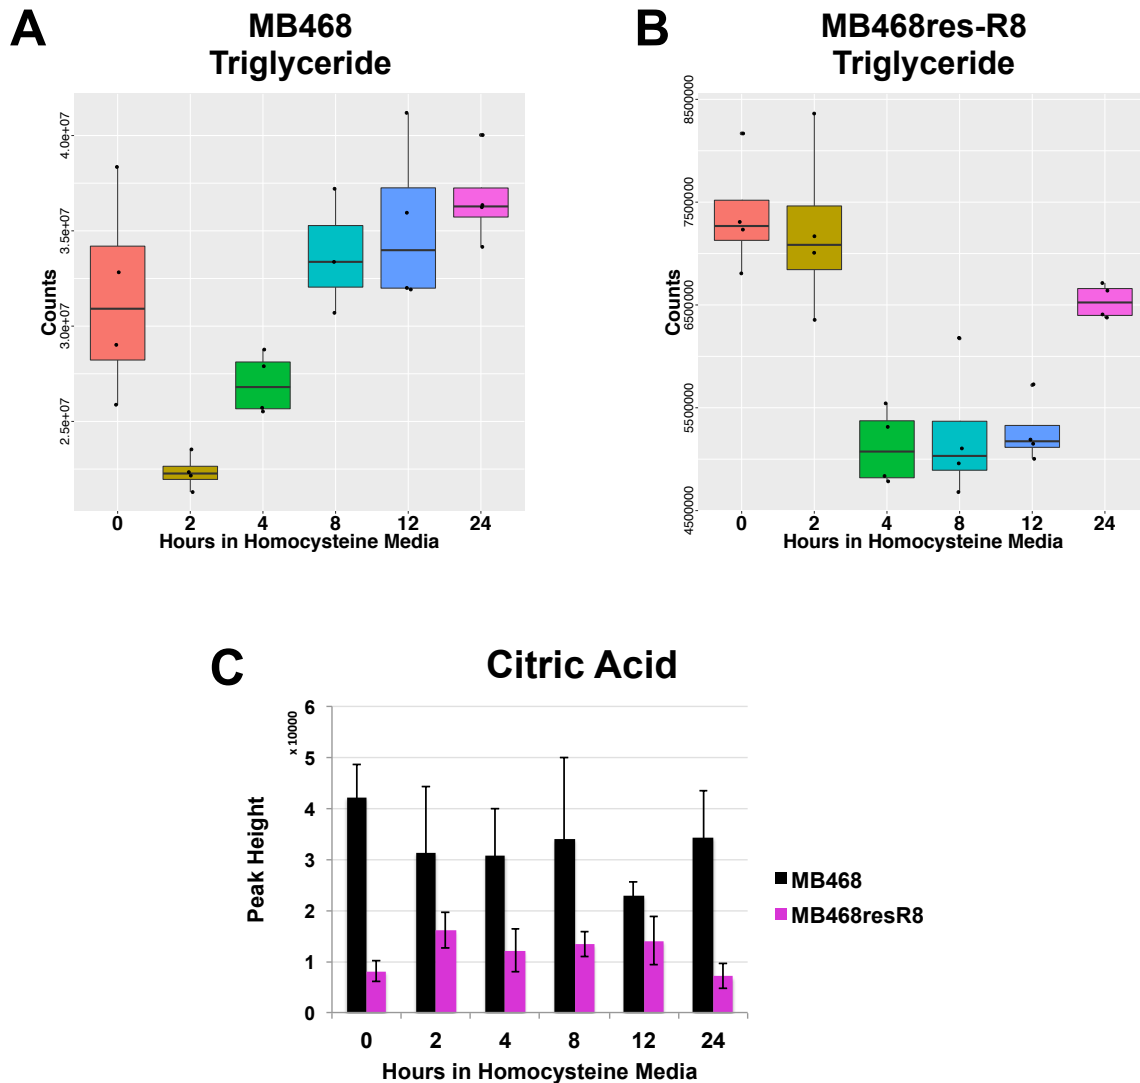 A
MB468
Triglyceride
4.0e+07
3.5e+07
3.0e+07
2.5e+07
Counts
0 2 4 8 12 24
Hours in Homocysteine Media
B
MB468res-R8
Triglyceride
8500000
7500000
6500000
5500000
4500000
Counts
0 2 4 8 12 24
Hours in Homocysteine Media
C
Citric Acid
x 10000
6
5
4
3
2
1
0
Peak Height
0 2 4 8 12 24
Hours in Homocysteine Media
MB468
MB468resR8